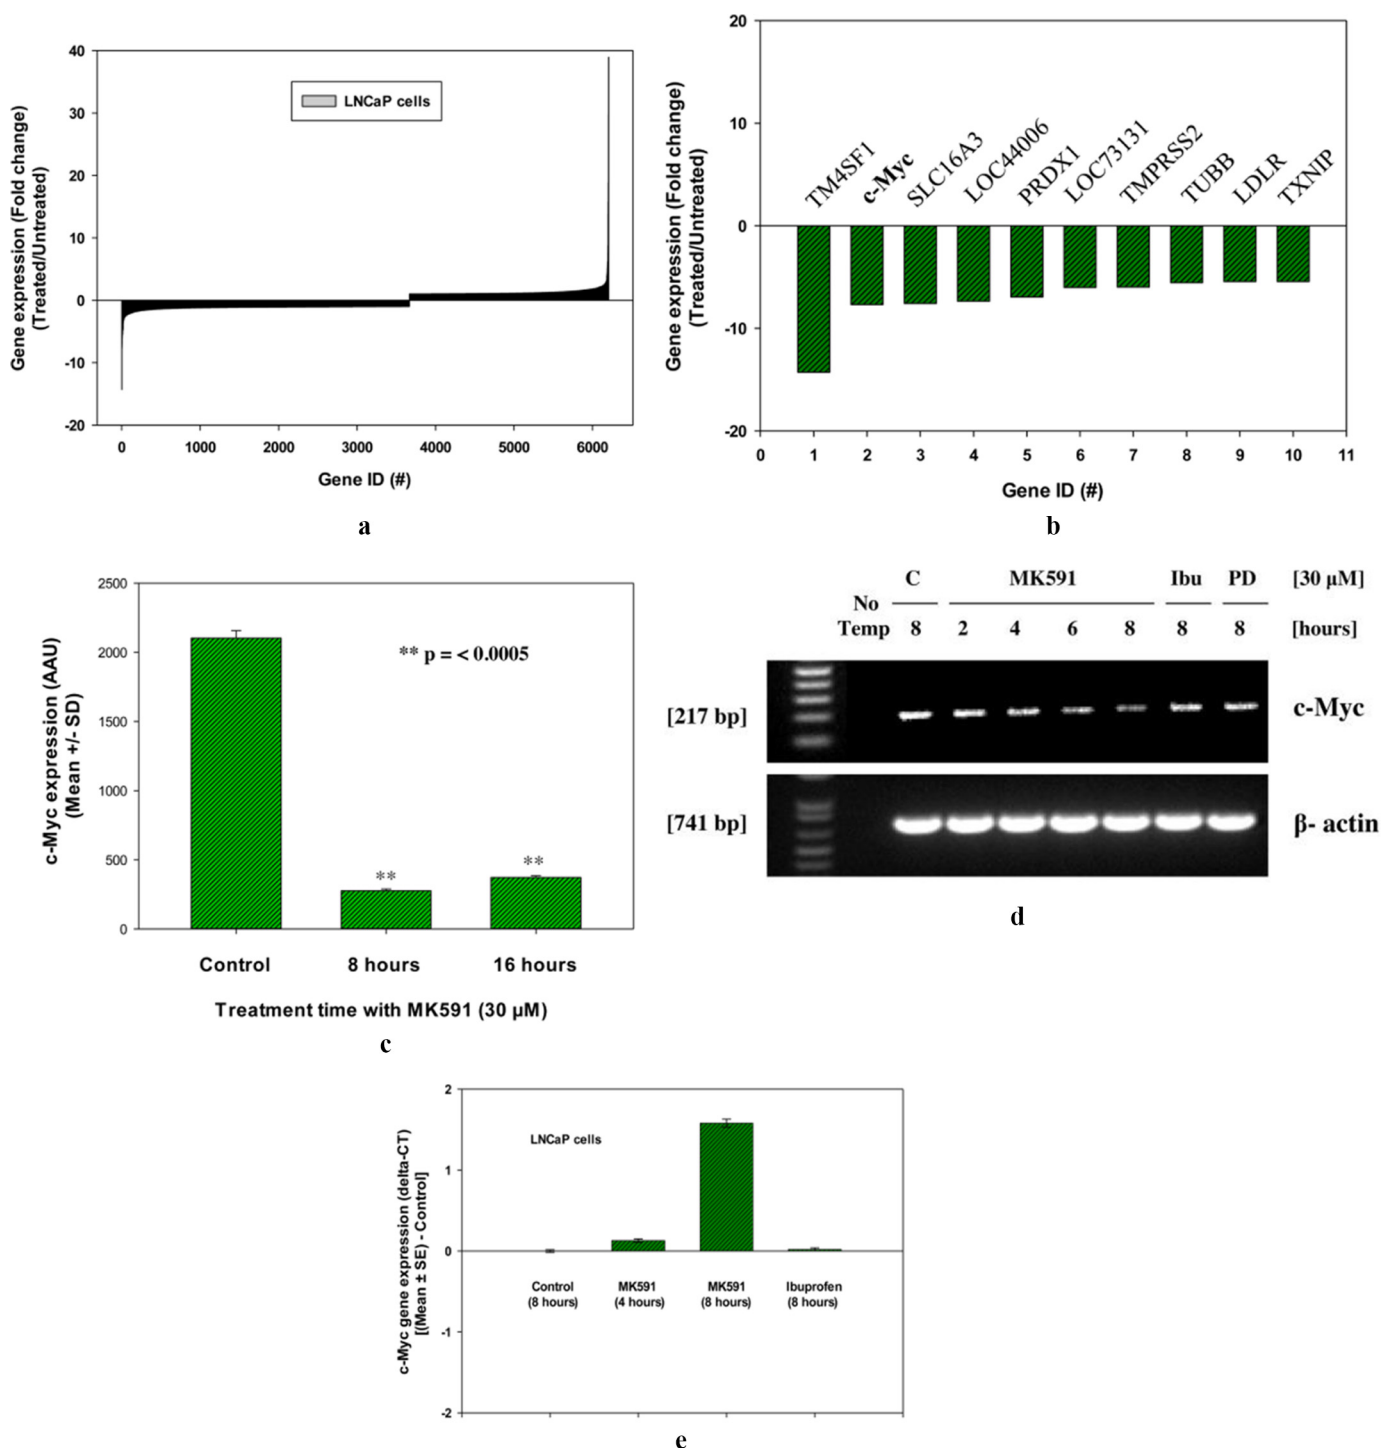 40
30
20
10
0
-10
-20
Gene expression (Fold change)
(Treated/Untreated)
LNCaP cells
0 1000 2000 3000 4000 5000 6000
Gene ID (#)
a
20
10
0
-10
-20
Gene expression (Fold change)
(Treated/Untreated)
TM4SF1
c-Myc
SLC16A3
LOC44006
PRDX1
LOC73131
TMPRSS2
TUBB
LDLR
TXNIP
0 1 2 3 4 5 6 7 8 9 10 11
Gene ID (#)
b
2500
2000
1500
1000
500
0
c-Myc expression (AAU)
(Mean +/- SD)
** p = < 0.0005
**
**
Control 8 hours 16 hours
Treatment time with MK591 (30 µM)
c
C MK591 Ibu PD [30 µM]
No
Temp 8 2 4 6 8 8 8 [hours]
[217 bp] c-Myc
[741 bp] β- actin
d
2
1
0
-1
-2
c-Myc gene expression (delta-CT)
[(Mean ± SE) - Control]
LNCaP cells
Control MK591 MK591 Ibuprofen
(8 hours) (4 hours) (8 hours) (8 hours)
e